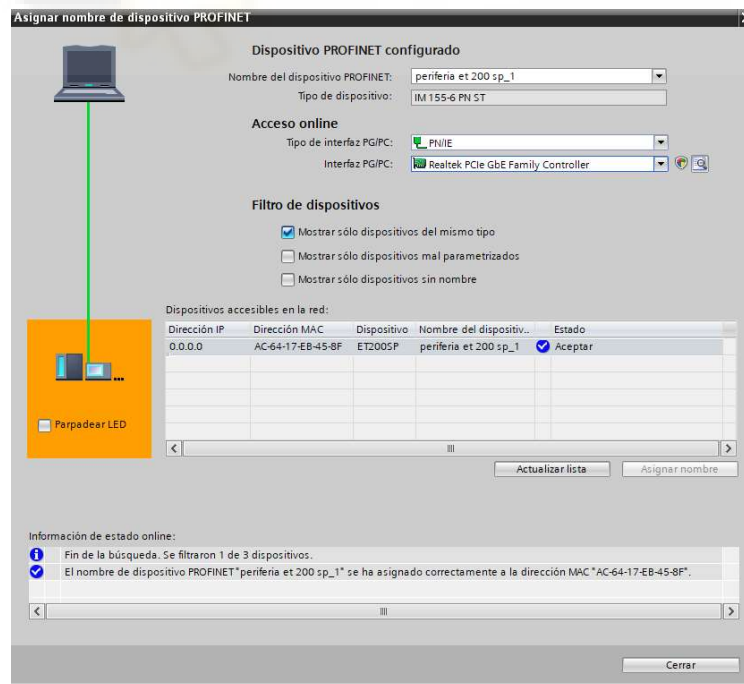 Asignar nombre de dispositivo PROFINET
Dispositivo PROFINET configurado
Nombre del dispositivo PROFINET: periferia et 200 sp_1
Tipo de dispositivo: IM 155-6 PN ST
Acceso online
Tipo de interfaz PG/PC: PN/IE
Interfaz PG/PC: Realtek PCIe GbE Family Controller
Filtro de dispositivos
Mostrar sólo dispositivos del mismo tipo
Mostrar sólo dispositivos mal parametrizados
Mostrar sólo dispositivos sin nombre
Dispositivos accesibles en la red:
Dirección IP Dirección MAC Dispositivo Nombre del dispositiv.. Estado
0.0.0.0 AC-64-17-EB-45-8F ET200SP periferia et 200 sp_1 Aceptar
Parpadear LED
Actualizar lista Asignar nombre
Información de estado online:
Fin de la búsqueda. Se filtraron 1 de 3 dispositivos.
El nombre de dispositivo PROFINET "periferia et 200 sp_1" se ha asignado correctamente a la dirección MAC "AC-64-17-EB-45-8F".
Cerrar